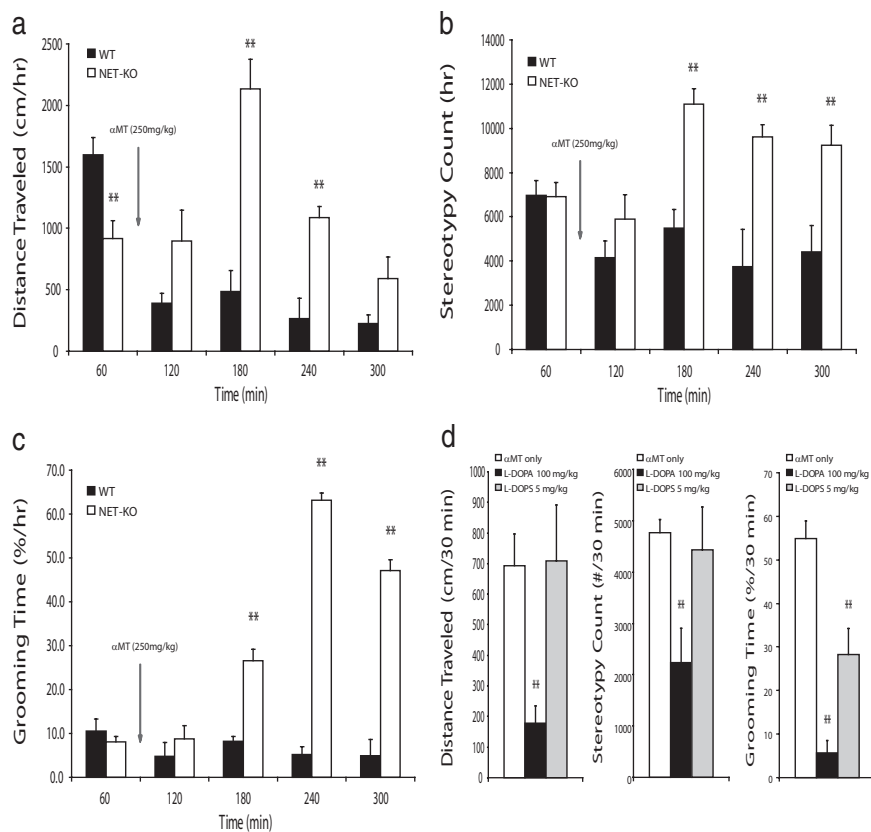 a
2500
2000
1500
1000
500
0
Distance Traveled (cm/hr)
WT
NET-KO
αMT (250mg/kg)
**
**
**
60 120 180 240 300
Time (min)
b
14000
12000
10000
8000
6000
4000
2000
0
Stereotypy Count (hr)
WT
NET-KO
αMT (250mg/kg)
**
**
**
60 120 180 240 300
Time (min)
c
70.0
60.0
50.0
40.0
30.0
20.0
10.0
0.0
Grooming Time (%/hr)
WT
NET-KO
αMT (250mg/kg)
**
**
**
60 120 180 240 300
Time (min)
d
αMT only
L-DOPA 100 mg/kg
L-DOPS 5 mg/kg
1000
900
800
700
600
500
400
300
200
100
0
Distance Traveled (cm/30 min)
##
αMT only
L-DOPA 100 mg/kg
L-DOPS 5 mg/kg
6000
5000
4000
3000
2000
1000
0
Stereotypy Count (#/30 min)
##
αMT only
L-DOPA 100 mg/kg
L-DOPS 5 mg/kg
70
60
50
40
30
20
10
0
Grooming Time (%/30 min)
##
##